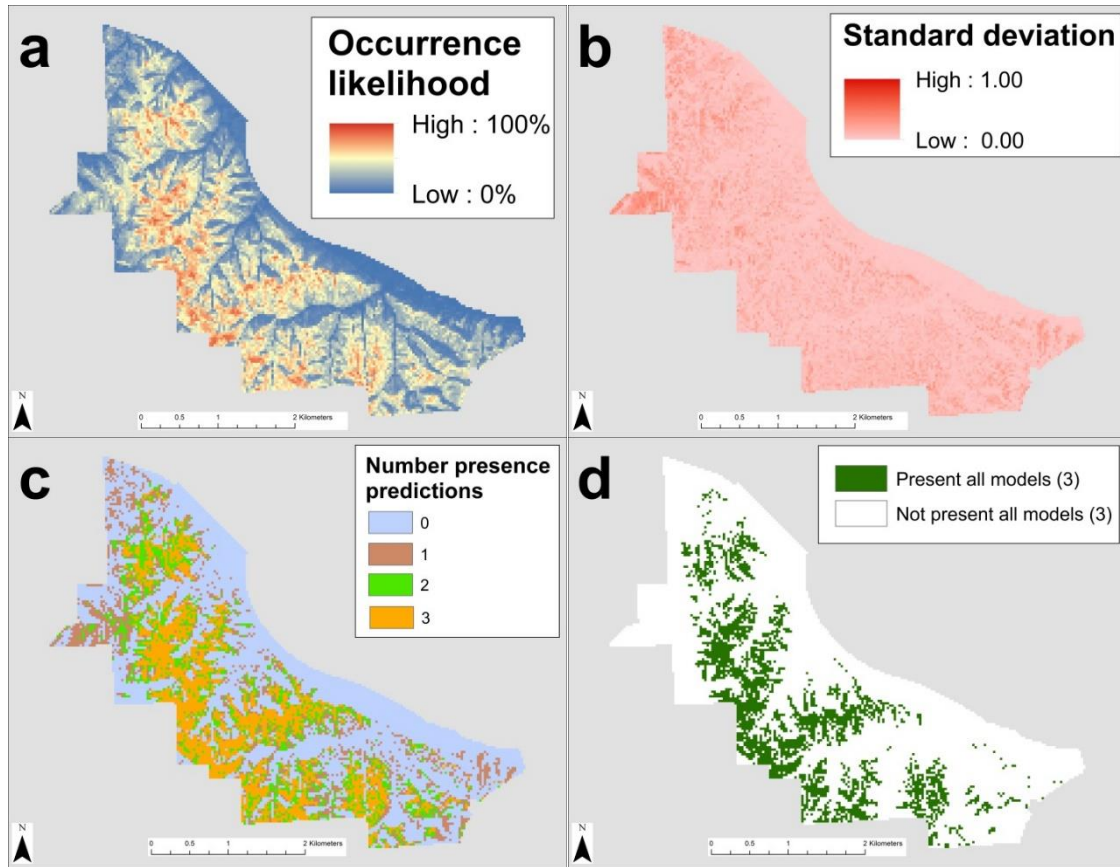 a
Occurrence
likelihood
High : 100%
Low : 0%
N
0 0.5 1 2 Kilometers
b
Standard deviation
High : 1.00
Low : 0.00
N
0 0.5 1 2 Kilometers
c
Number presence
predictions
0
1
2
3
N
0 0.5 1 2 Kilometers
d
Present all models (3)
Not present all models (3)
N
0 0.5 1 2 Kilometers